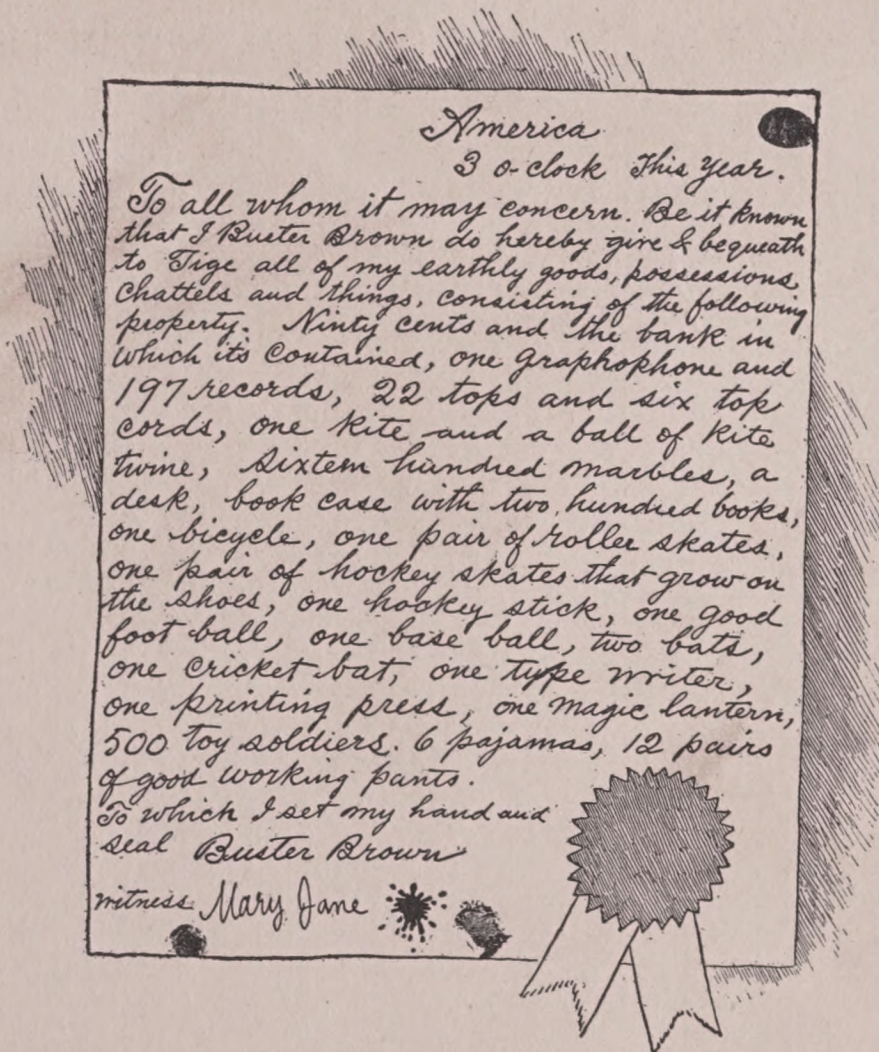 America
3 o-clock This Year.
To all whom it may concern. Be it known
that I Buster Brown do hereby give & bequeath
to Tige all of my earthly goods, possessions,
chattels and things, consisting of the following
property. Ninty cents and the bank in
which its contained, one graphophone and
197 records, 22 tops and six top
cords, one kite and a ball of kite
twine, sixteen hundred marbles, a
desk, book case with two hundred books,
one bicycle, one pair of roller skates,
one pair of hockey skates that grow on
the shoes, one hockey stick, one good
foot ball, one base ball, two bats,
one cricket bat, one type writer,
one printing press, one magic lantern,
500 toy soldiers. 6 pajamas, 12 pairs
of good working pants.
To which I set my hand and
seal Buster Brown
witness Mary Jane